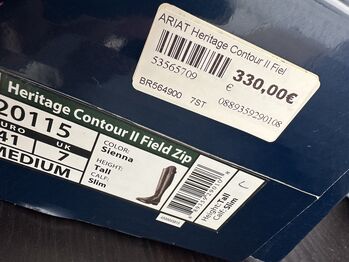 ARIAT Heritage Contour II Fiel
53565709
€
330,00€
BR564900 7ST 0889359290108
Heritage Contour II Field Zip
20115
EURO UK
41 7
MEDIUM
COLOR:
Sienna
HEIGHT:
Tall
CALF:
Slim
Height:Tall
Calf:Slim
L